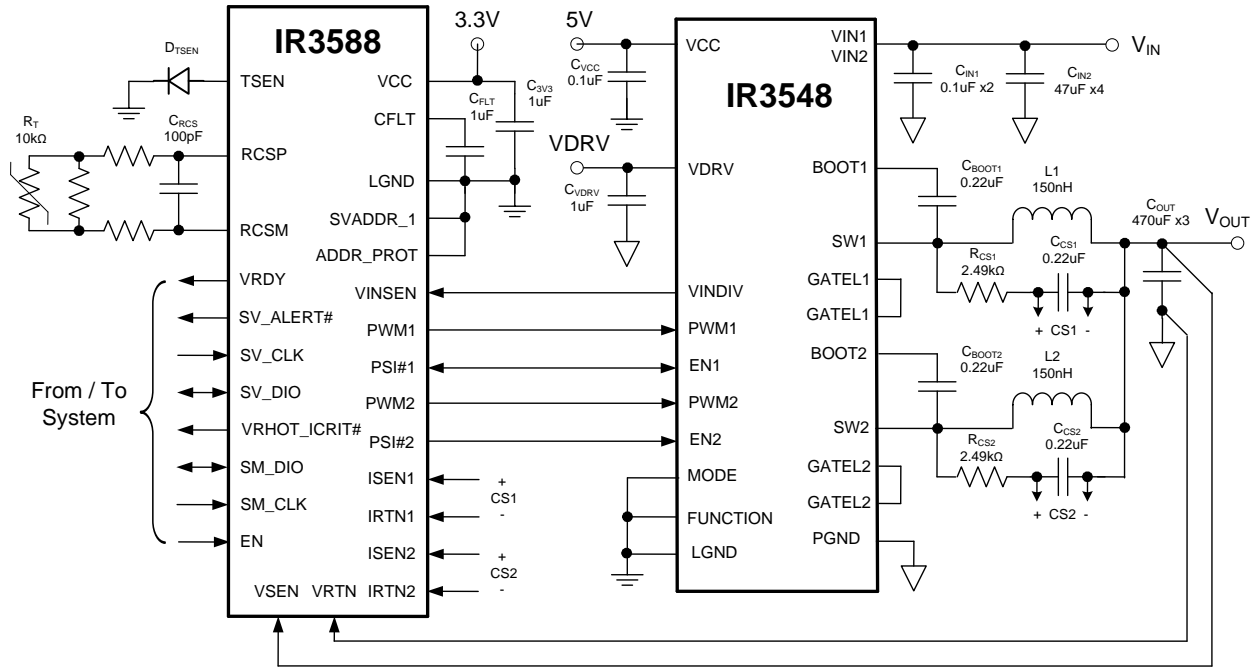 IR3588
3.3V
5V
IR3548
DTSEN
TSEN
VCC
CFLT
1uF
C3V3
1uF
CFLT
LGND
SVADDR_1
ADDR_PROT
RT
10kΩ
CRCS
100pF
RCSP
RCSM
VRDY
SV_ALERT#
SV_CLK
SV_DIO
VRHOT_ICRIT#
SM_DIO
SM_CLK
EN
From / To
System
VINSEN
PWM1
PSI#1
PWM2
PSI#2
ISEN1
IRTN1
ISEN2
IRTN2
VSEN
VRTN
+
CS1
-
+
CS2
-
VCC
CVCC
0.1uF
VDRV
VDRV
CVDRV
1uF
VINDIV
PWM1
EN1
PWM2
EN2
MODE
FUNCTION
LGND
VIN1
VIN2
VIN
CIN1
0.1uF x2
CIN2
47uF x4
BOOT1
CBOOT1
0.22uF
L1
150nH
SW1
RCS1
2.49kΩ
CCS1
0.22uF
+ CS1 -
COUT
470uF x3
VOUT
GATEL1
GATEL1
BOOT2
CBOOT2
0.22uF
L2
150nH
SW2
RCS2
2.49kΩ
CCS2
0.22uF
+ CS2 -
GATEL2
GATEL2
PGND